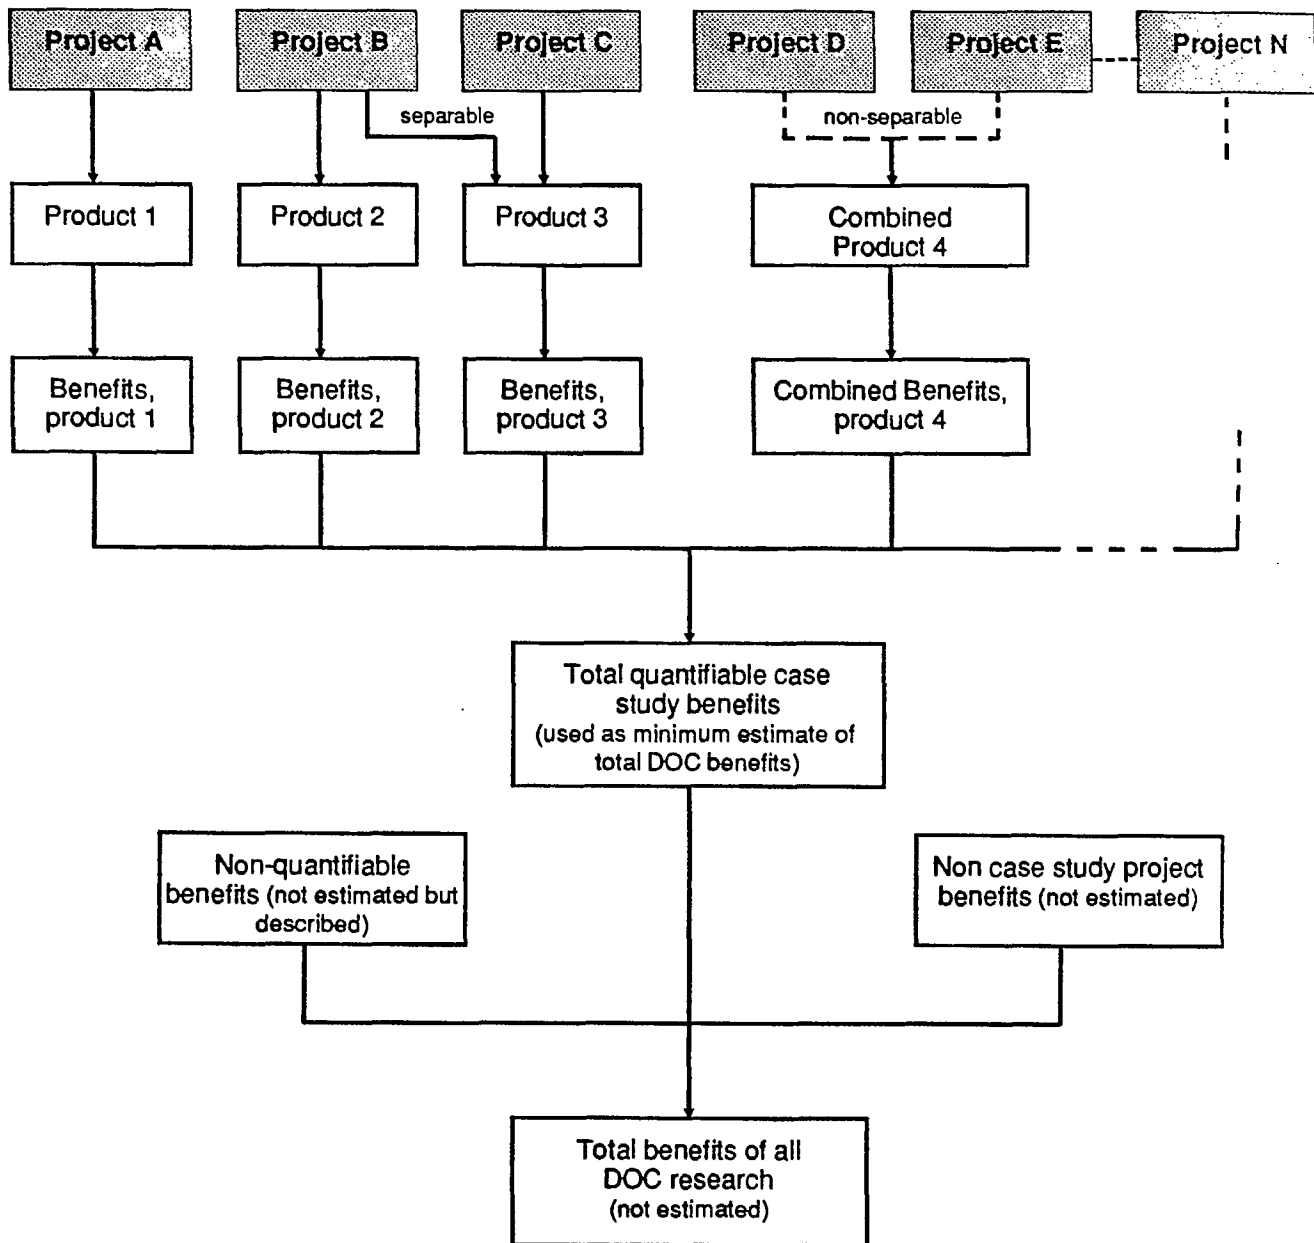 Project A
Project B
Project C
Project D
Project E
Project N
separable
non-separable
Product 1
Product 2
Product 3
Combined
Product 4
Benefits,
product 1
Benefits,
product 2
Benefits,
product 3
Combined Benefits,
product 4
Total quantifiable case
study benefits
(used as minimum estimate of
total DOC benefits)
Non-quantifiable
benefits (not estimated but
described)
Non case study project
benefits (not estimated)
Total benefits of all
DOC research
(not estimated)